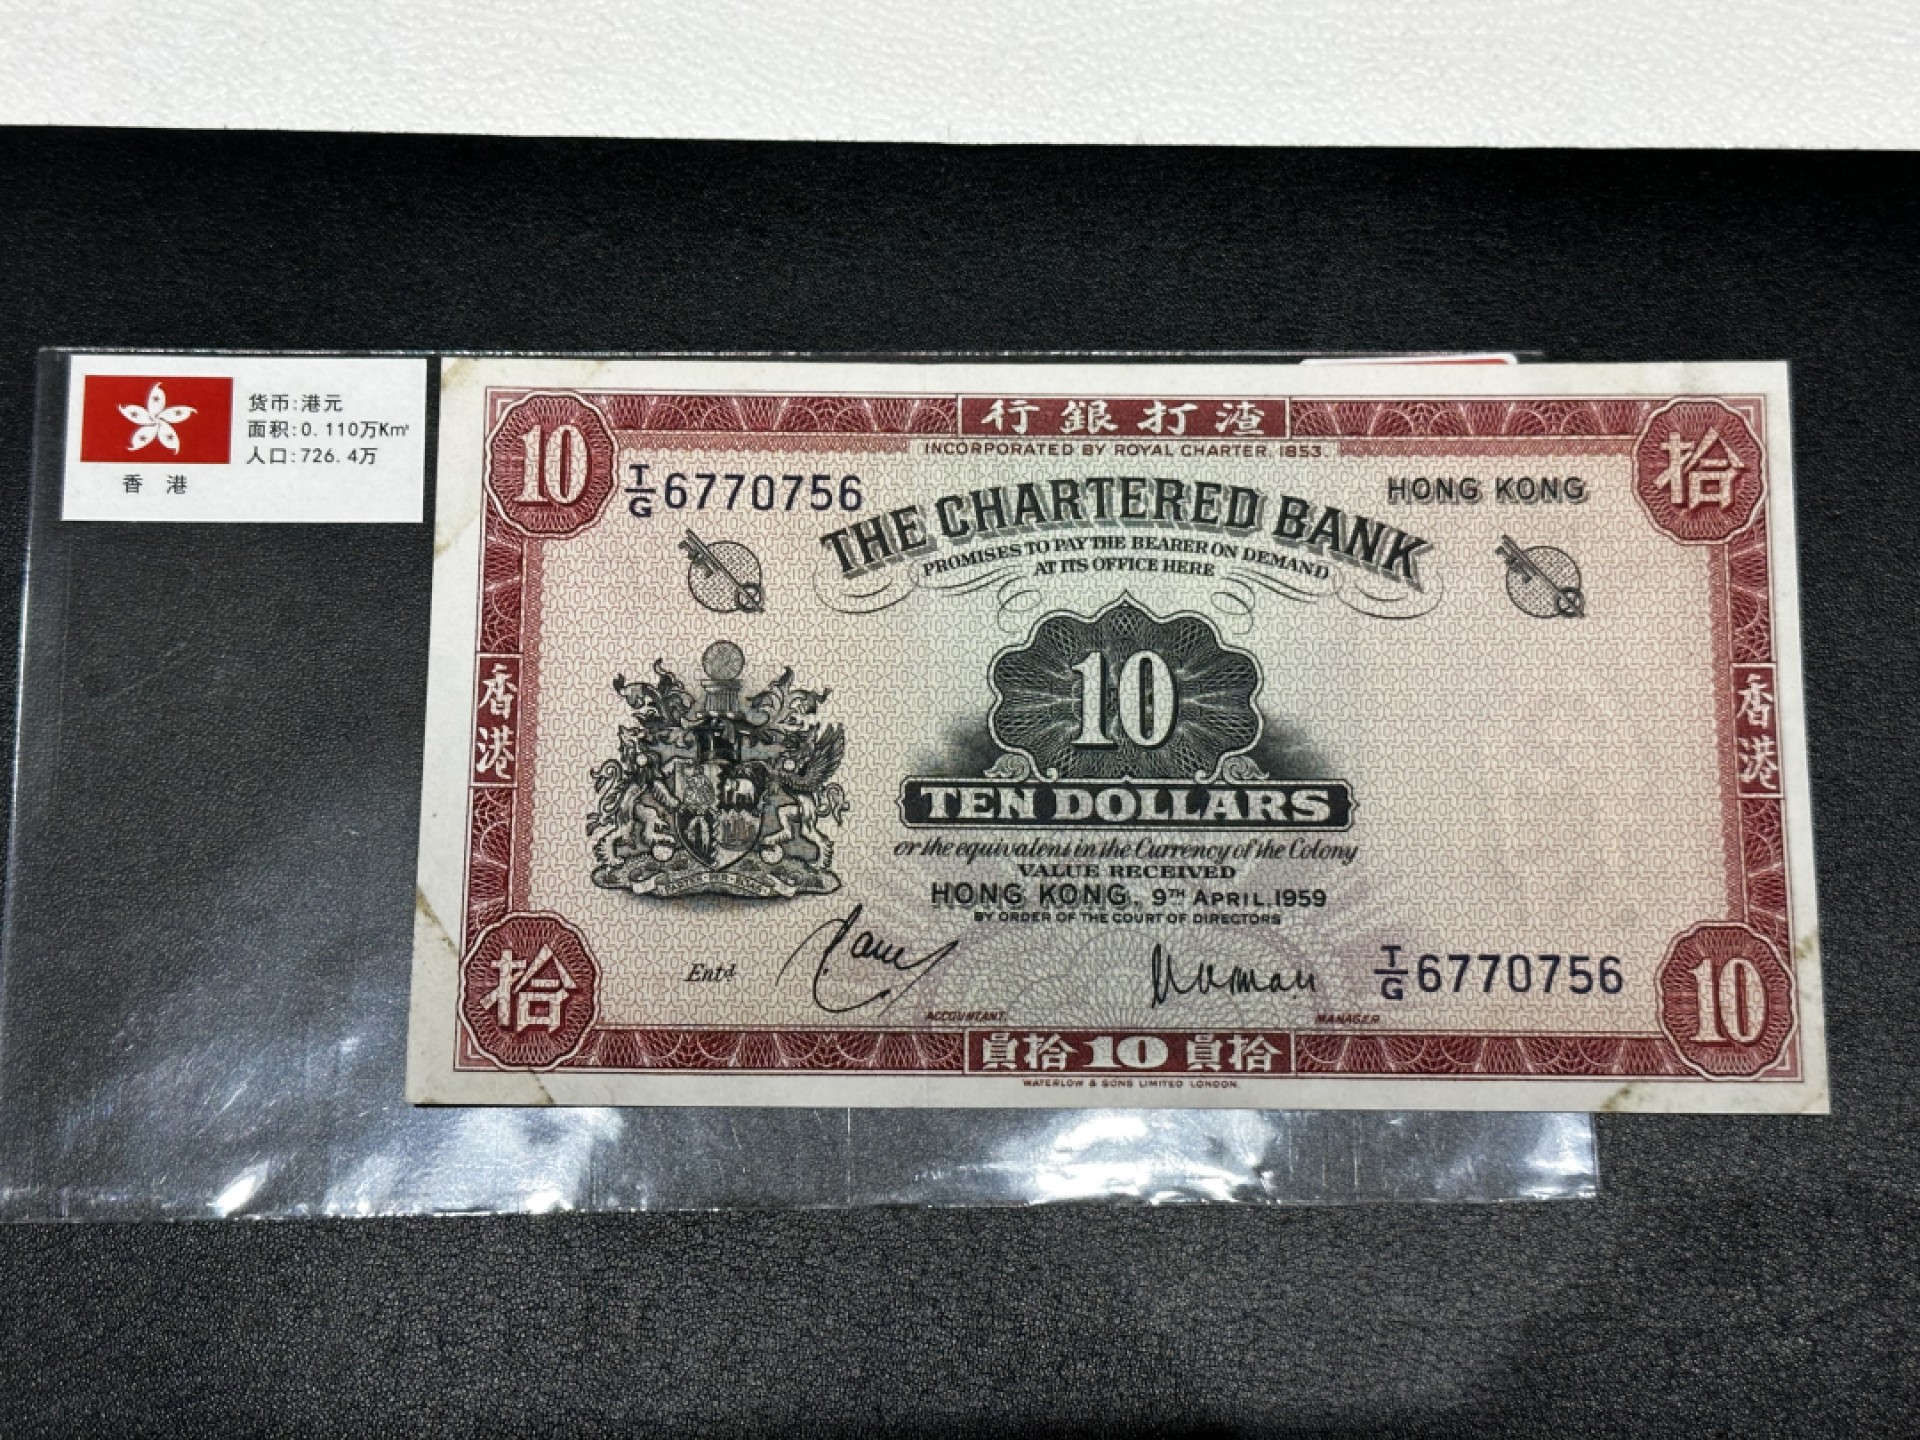 货币:港元
面积:0.110万Km²
人口:726.4万
香 港
行銀打渣
INCORPORATED BY ROYAL CHARTER. 1853.
10
拾
T/G 6770756
HONG KONG
THE CHARTERED BANK
PROMISES TO PAY THE BEARER ON DEMAND
AT ITS OFFICE HERE
10
香港
香港
TEN DOLLARS
or the equivalent in the Currency of the Colony
VALUE RECEIVED
HONG KONG, 9TH APRIL, 1959
BY ORDER OF THE COURT OF DIRECTORS
Entd
T/G 6770756
拾
10
ACCOUNTANT.
MANAGER
員拾 10 員拾
WATERLOW & SONS LIMITED LONDON.